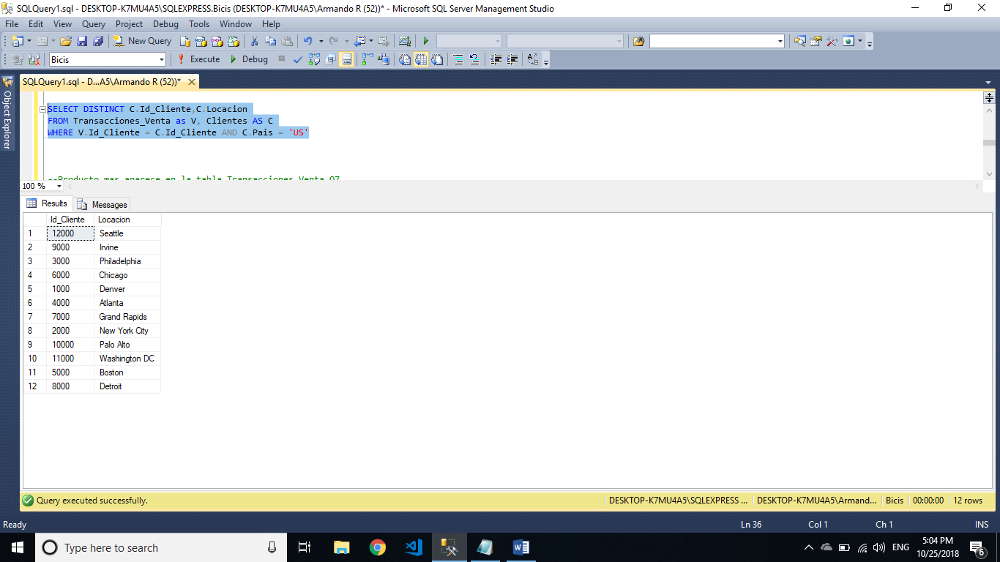 SQLQuery1.sql - DESKTOP-K7MU4A5\SQLEXPRESS.Bicis (DESKTOP-K7MU4A5\Armando R (52))* - Microsoft SQL Server Management Studio
File Edit View Query Project Debug Tools Window Help
New Query
Bicis Execute Debug
SQLQuery1.sql - D...A5\Armando R (52))*
Object Explorer
SELECT DISTINCT C.Id_Cliente,C.Locacion
FROM Transacciones_Venta as V, Clientes AS C
WHERE V.Id_Cliente = C.Id_Cliente AND C.Pais = 'US'
--Producto mas aparece en la tabla Transacciones_Venta Q7
100 %
Results Messages
Id_Cliente Locacion
1 12000 Seattle
2 9000 Irvine
3 3000 Philadelphia
4 6000 Chicago
5 1000 Denver
6 4000 Atlanta
7 7000 Grand Rapids
8 2000 New York City
9 10000 Palo Alto
10 11000 Washington DC
11 5000 Boston
12 8000 Detroit
Query executed successfully. DESKTOP-K7MU4A5\SQLEXPRESS ... DESKTOP-K7MU4A5\Armand... Bicis 00:00:00 12 rows
Ready Ln 36 Col 1 Ch 1 INS
Type here to search ENG 5:04 PM
10/25/2018 6